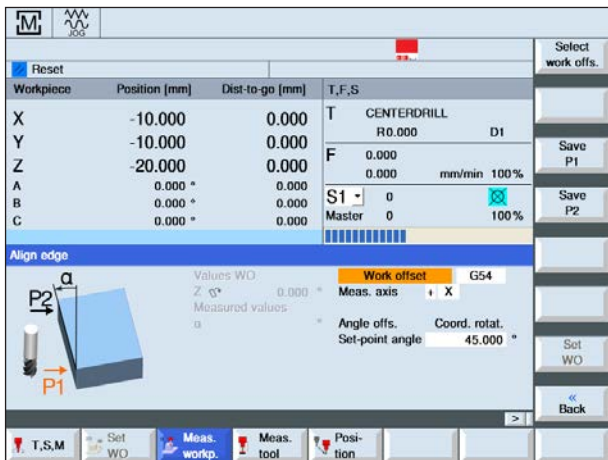 M
JOG
Select
work offs.
Reset
Workpiece Position [mm] Dist-to-go [mm] T,F,S
X -10.000 0.000
Y -10.000 0.000
Z -20.000 0.000
A 0.000 ° 0.000
B 0.000 ° 0.000
C 0.000 ° 0.000
T CENTERDRILL
R0.000 D1
F 0.000
0.000 mm/min 100%
S1 0
Master 0 100%
Save
P1
Save
P2
Align edge
α
P2
P1
Values WO
Z 0.000 °
Measured values
α °
Work offset G54
Meas. axis + X
Angle offs. Coord. rotat.
Set-point angle 45.000 °
Set
WO
«
Back
>
T,S,M
Set
WO
Meas.
workp.
Meas.
tool
Posi-
tion